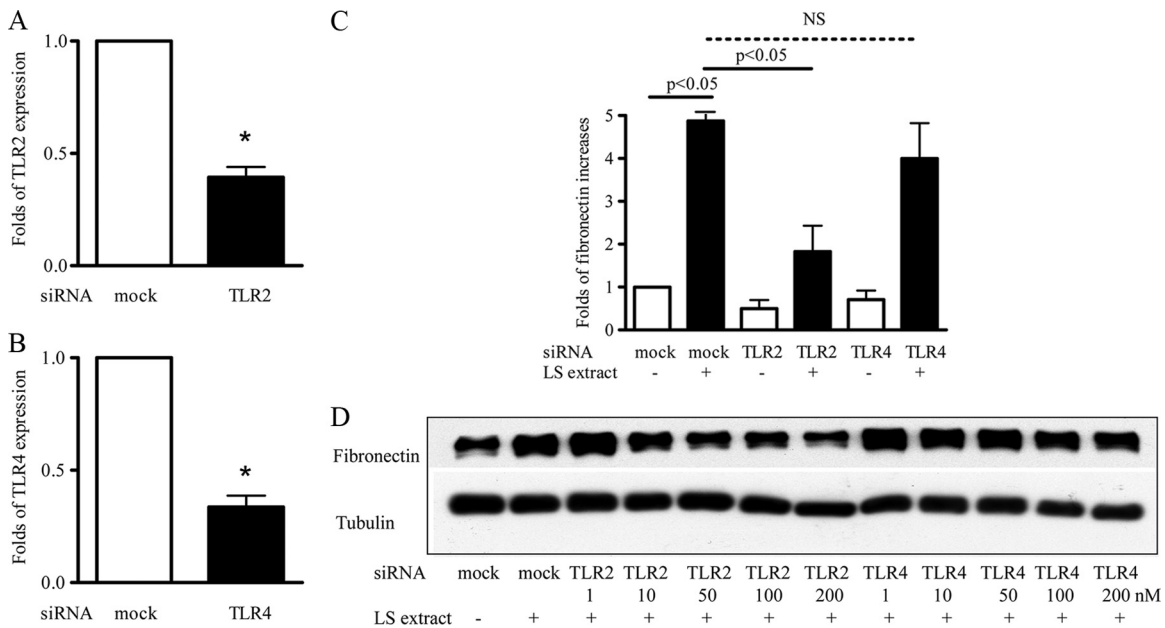 A
Folds of TLR2 expression
1.0
0.5
0.0
*
siRNA mock TLR2
B
Folds of TLR4 expression
1.0
0.5
0.0
*
siRNA mock TLR4
C
NS
p<0.05
p<0.05
Folds of fibronectin increases
5
4
3
2
1
0
siRNA mock mock TLR2 TLR2 TLR4 TLR4
LS extract - + - + - +
D
Fibronectin
Tubulin
siRNA mock mock TLR2 TLR2 TLR2 TLR2 TLR2 TLR4 TLR4 TLR4 TLR4 TLR4
1 10 50 100 200 1 10 50 100 200 nM
LS extract - + + + + + + + + + + +